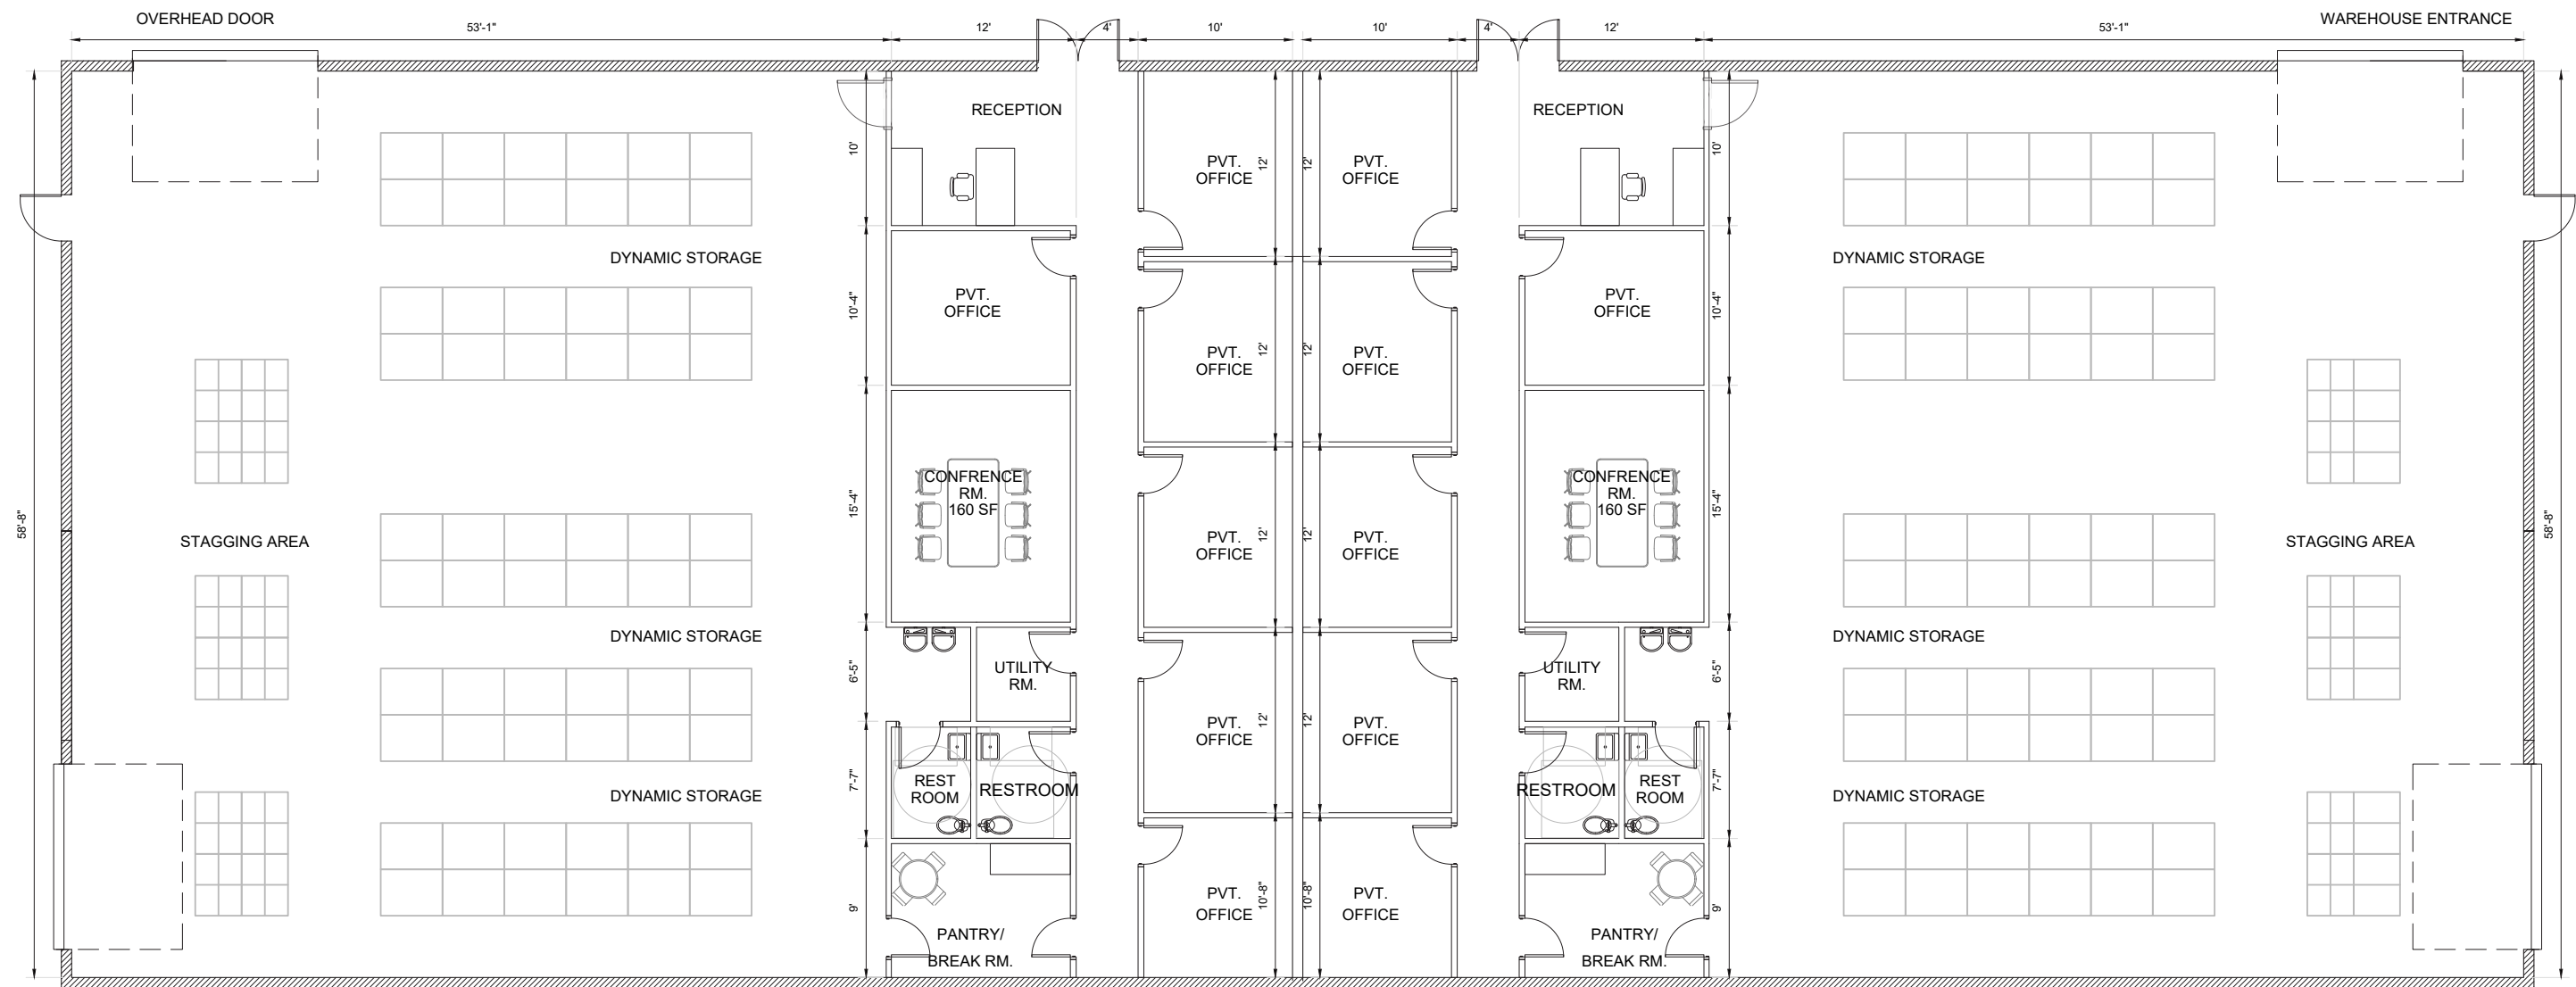 OVERHEAD DOOR
WAREHOUSE ENTRANCE
53'-1"
12'
4'
10'
10'
4'
12'
53'-1"
RECEPTION
RECEPTION
10'
10'
PVT.
OFFICE
12'
12'
PVT.
OFFICE
DYNAMIC STORAGE
DYNAMIC STORAGE
PVT.
OFFICE
10'-4"
PVT.
OFFICE
10'-4"
PVT.
OFFICE
12'
12'
PVT.
OFFICE
CONFRENCE
RM.
160 SF
15'-4"
CONFRENCE
RM.
160 SF
15'-4"
58'-8"
58'-8"
STAGGING AREA
STAGGING AREA
PVT.
OFFICE
12'
12'
PVT.
OFFICE
DYNAMIC STORAGE
DYNAMIC STORAGE
6'-5"
UTILITY
RM.
UTILITY
RM.
6'-5"
PVT.
OFFICE
12'
12'
PVT.
OFFICE
7'-7"
REST
ROOM
RESTROOM
RESTROOM
REST
ROOM
7'-7"
DYNAMIC STORAGE
DYNAMIC STORAGE
PVT.
OFFICE
10'-8"
10'-8"
PVT.
OFFICE
9'
9'
PANTRY/
BREAK RM.
PANTRY/
BREAK RM.